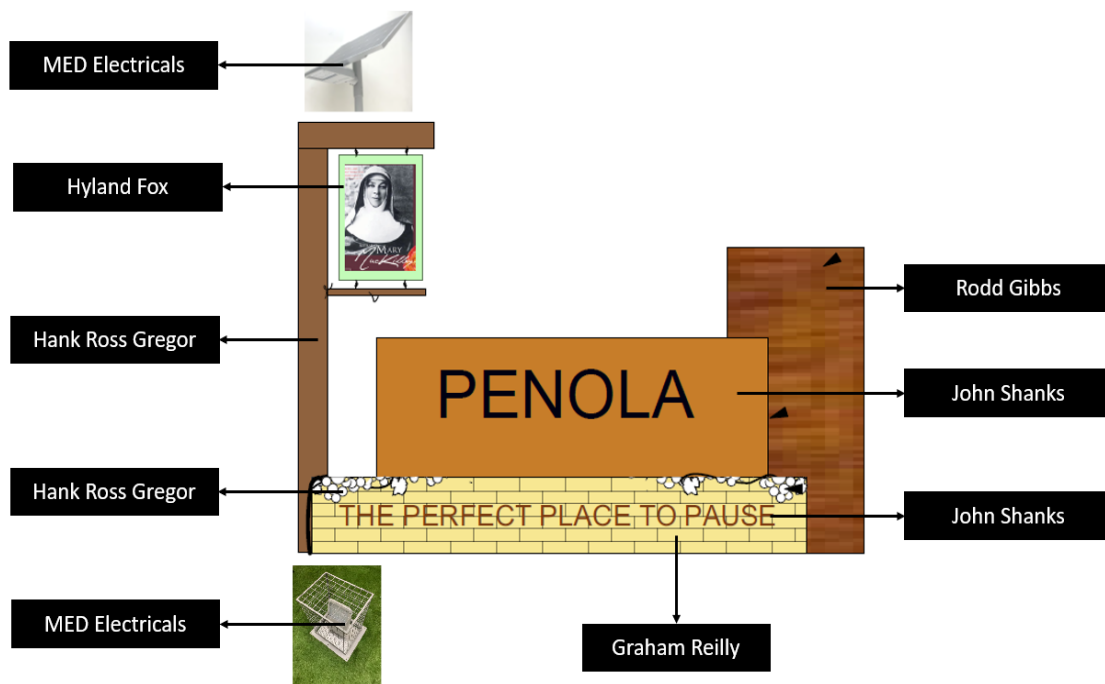 MED Electricals
Hyland Fox
MARY
MacKillop
Rodd Gibbs
Hank Ross Gregor
PENOLA
John Shanks
Hank Ross Gregor
THE PERFECT PLACE TO PAUSE
John Shanks
MED Electricals
Graham Reilly